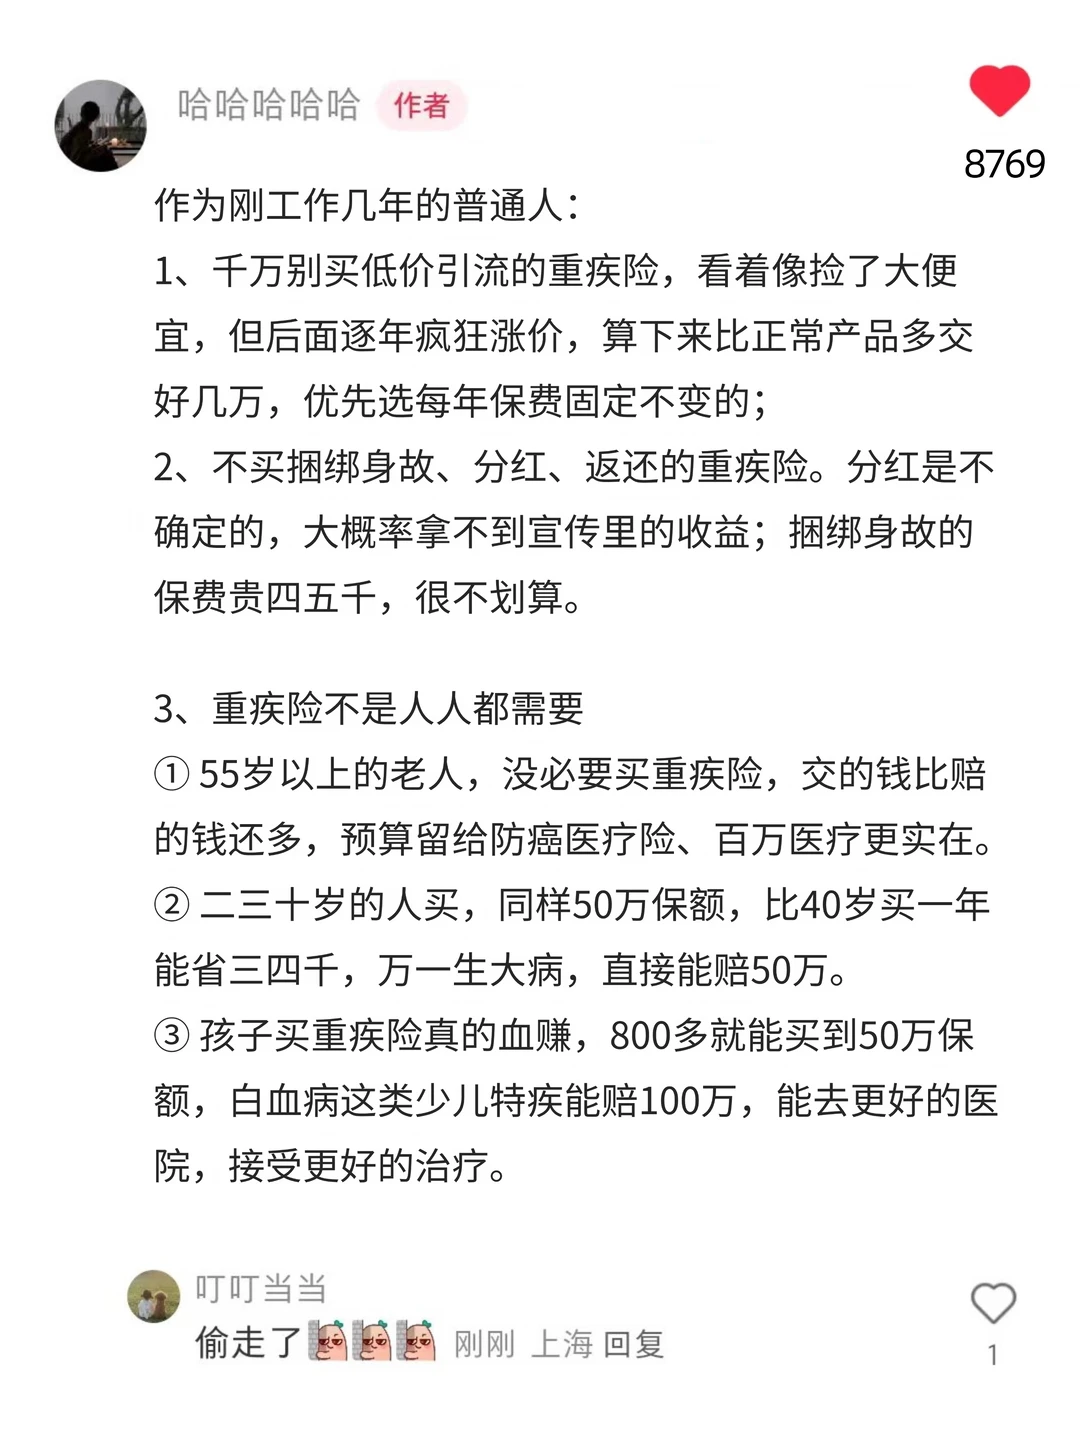 哈哈哈哈哈 作者
8769
作为刚工作几年的普通人：
1、千万别买低价引流的重疾险，看着像捡了大便
宜，但后面逐年疯狂涨价，算下来比正常产品多交
好几万，优先选每年保费固定不变的；
2、不买捆绑身故、分红、返还的重疾险。分红是不
确定的，大概率拿不到宣传里的收益；捆绑身故的
保费贵四五千，很不划算。
3、重疾险不是人人都需要
① 55岁以上的老人，没必要买重疾险，交的钱比赔
的钱还多，预算留给防癌医疗险、百万医疗更实在。
② 二三十岁的人买，同样50万保额，比40岁买一年
能省三四千，万一生大病，直接能赔50万。
③ 孩子买重疾险真的血赚，800多就能买到50万保
额，白血病这类少儿特疾能赔100万，能去更好的医
院，接受更好的治疗。
叮叮当当
偷走了 刚刚 上海 回复
1